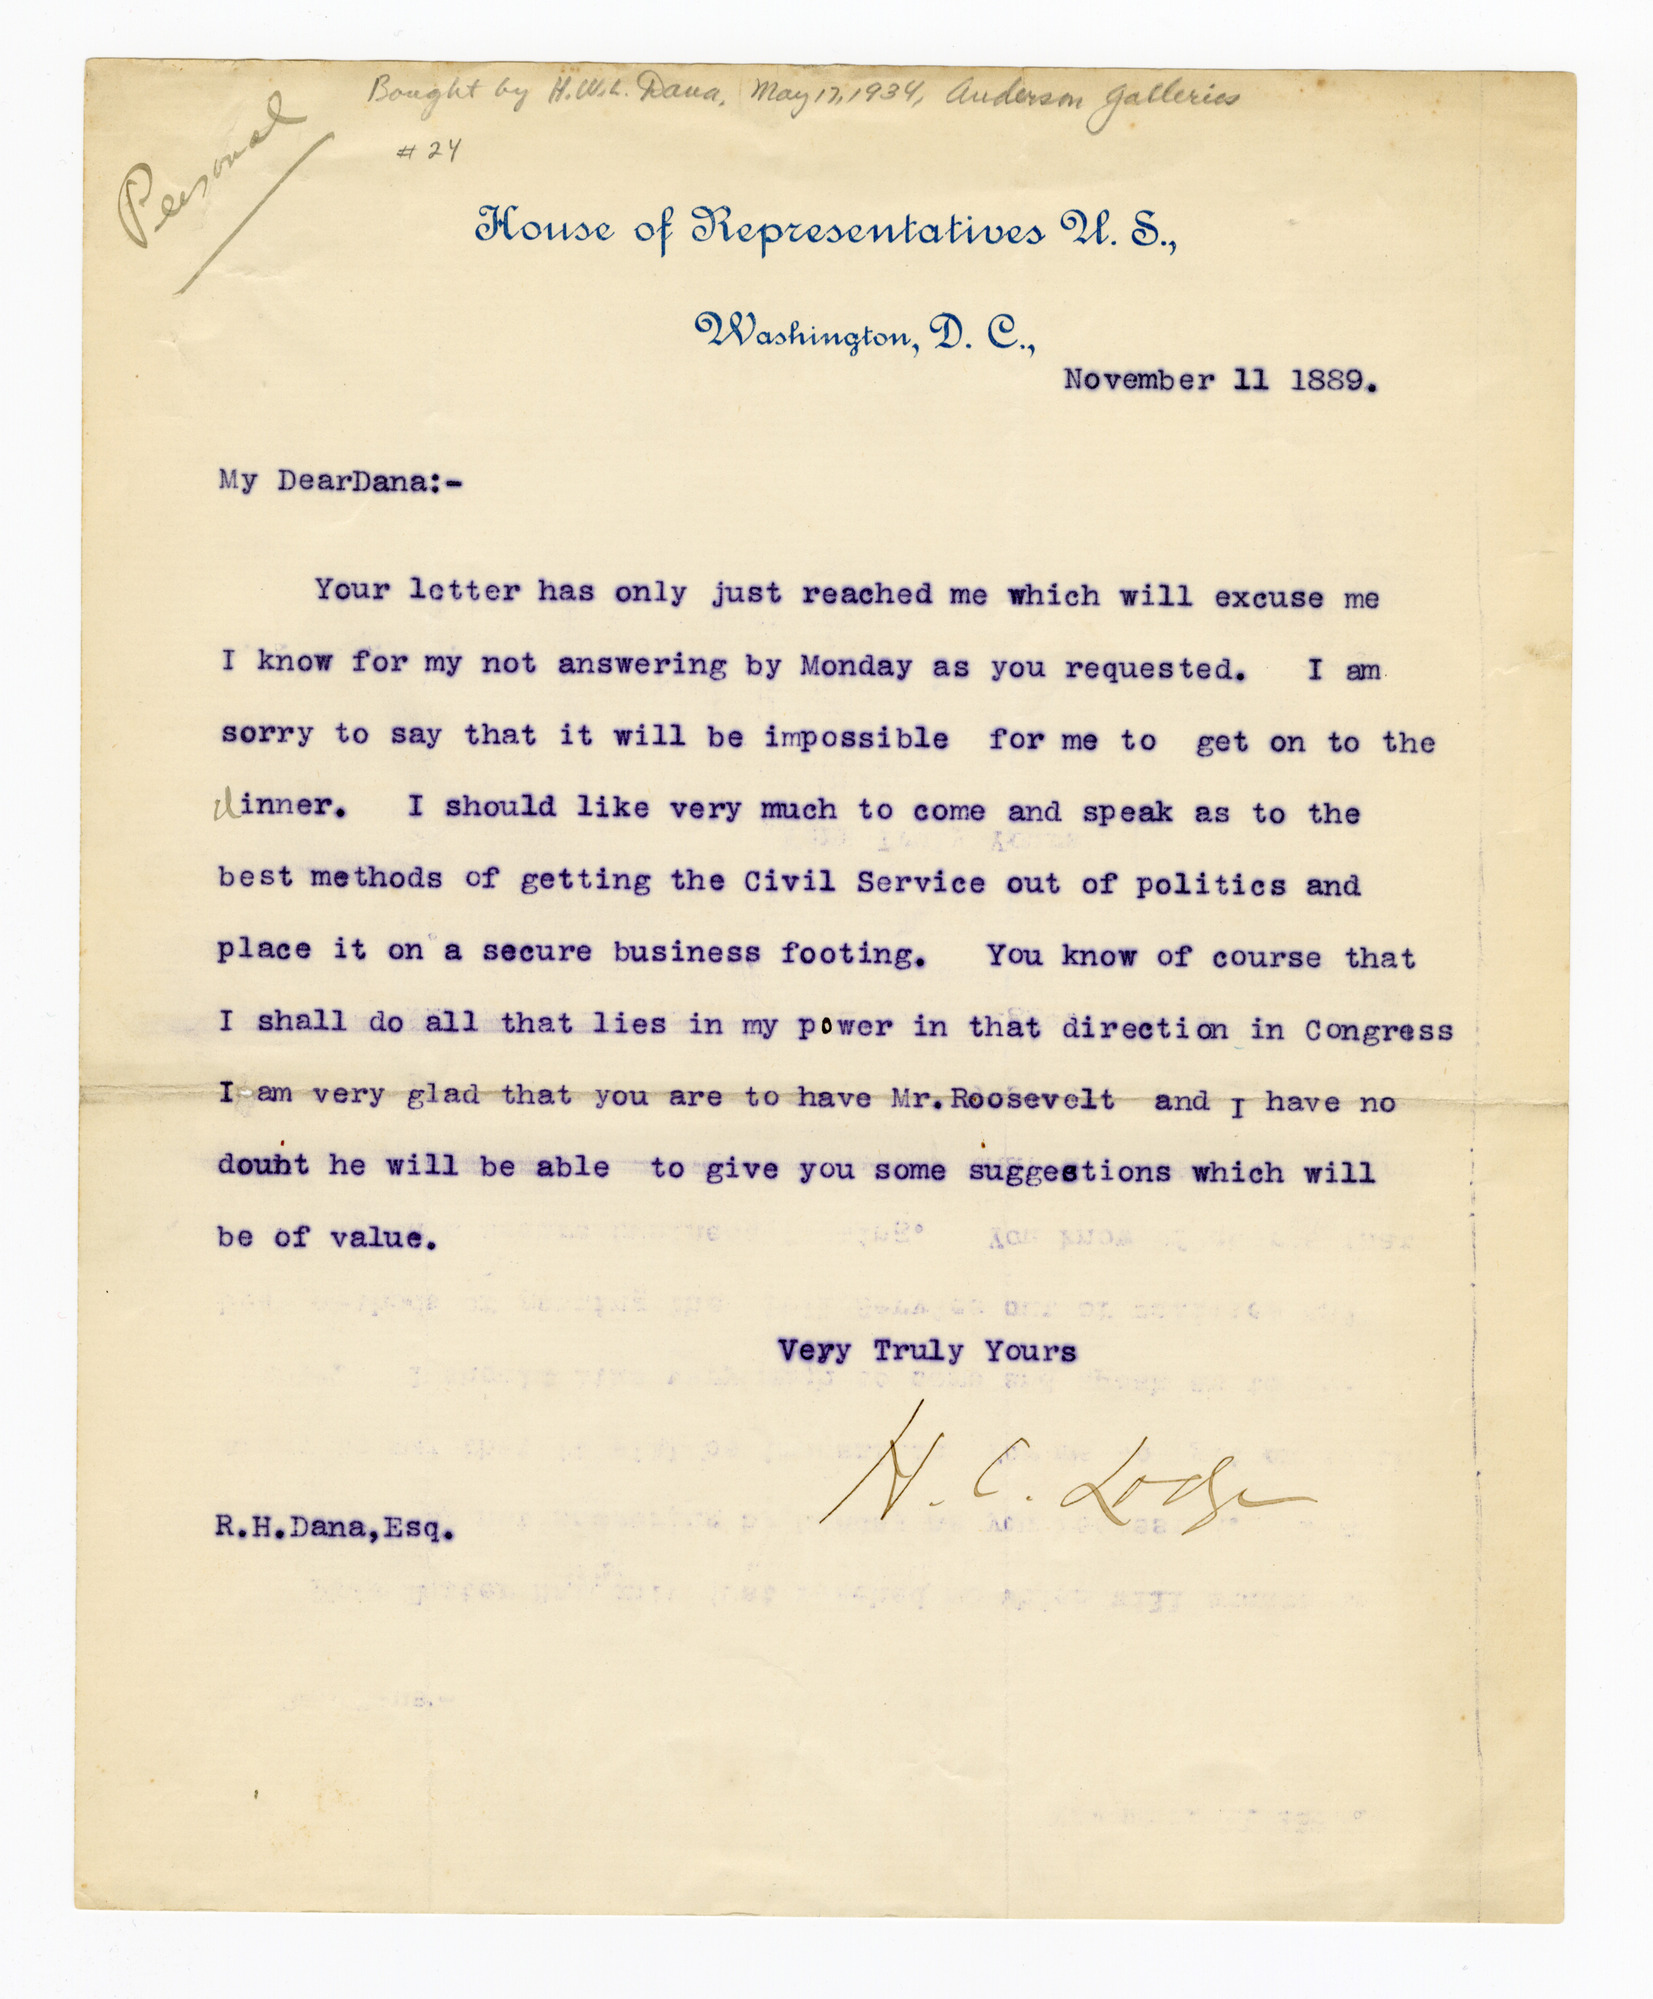 Bought by H.W.L. Dana, May 17, 1934, Anderson Galleries
# 24
Personal
House of Representatives U. S.,
Washington, D. C.,
November 11 1889.
My DearDana:-
Your letter has only just reached me which will excuse me
I know for my not answering by Monday as you requested. I am
sorry to say that it will be impossible for me to get on to the
dinner. I should like very much to come and speak as to the
best methods of getting the Civil Service out of politics and
place it on a secure business footing. You know of course that
I shall do all that lies in my power in that direction in Congress
I am very glad that you are to have Mr.Roosevelt and I have no
doubt he will be able to give you some suggestions which will
be of value.
Very Truly Yours
H. C. Lodge
R.H.Dana,Esq.